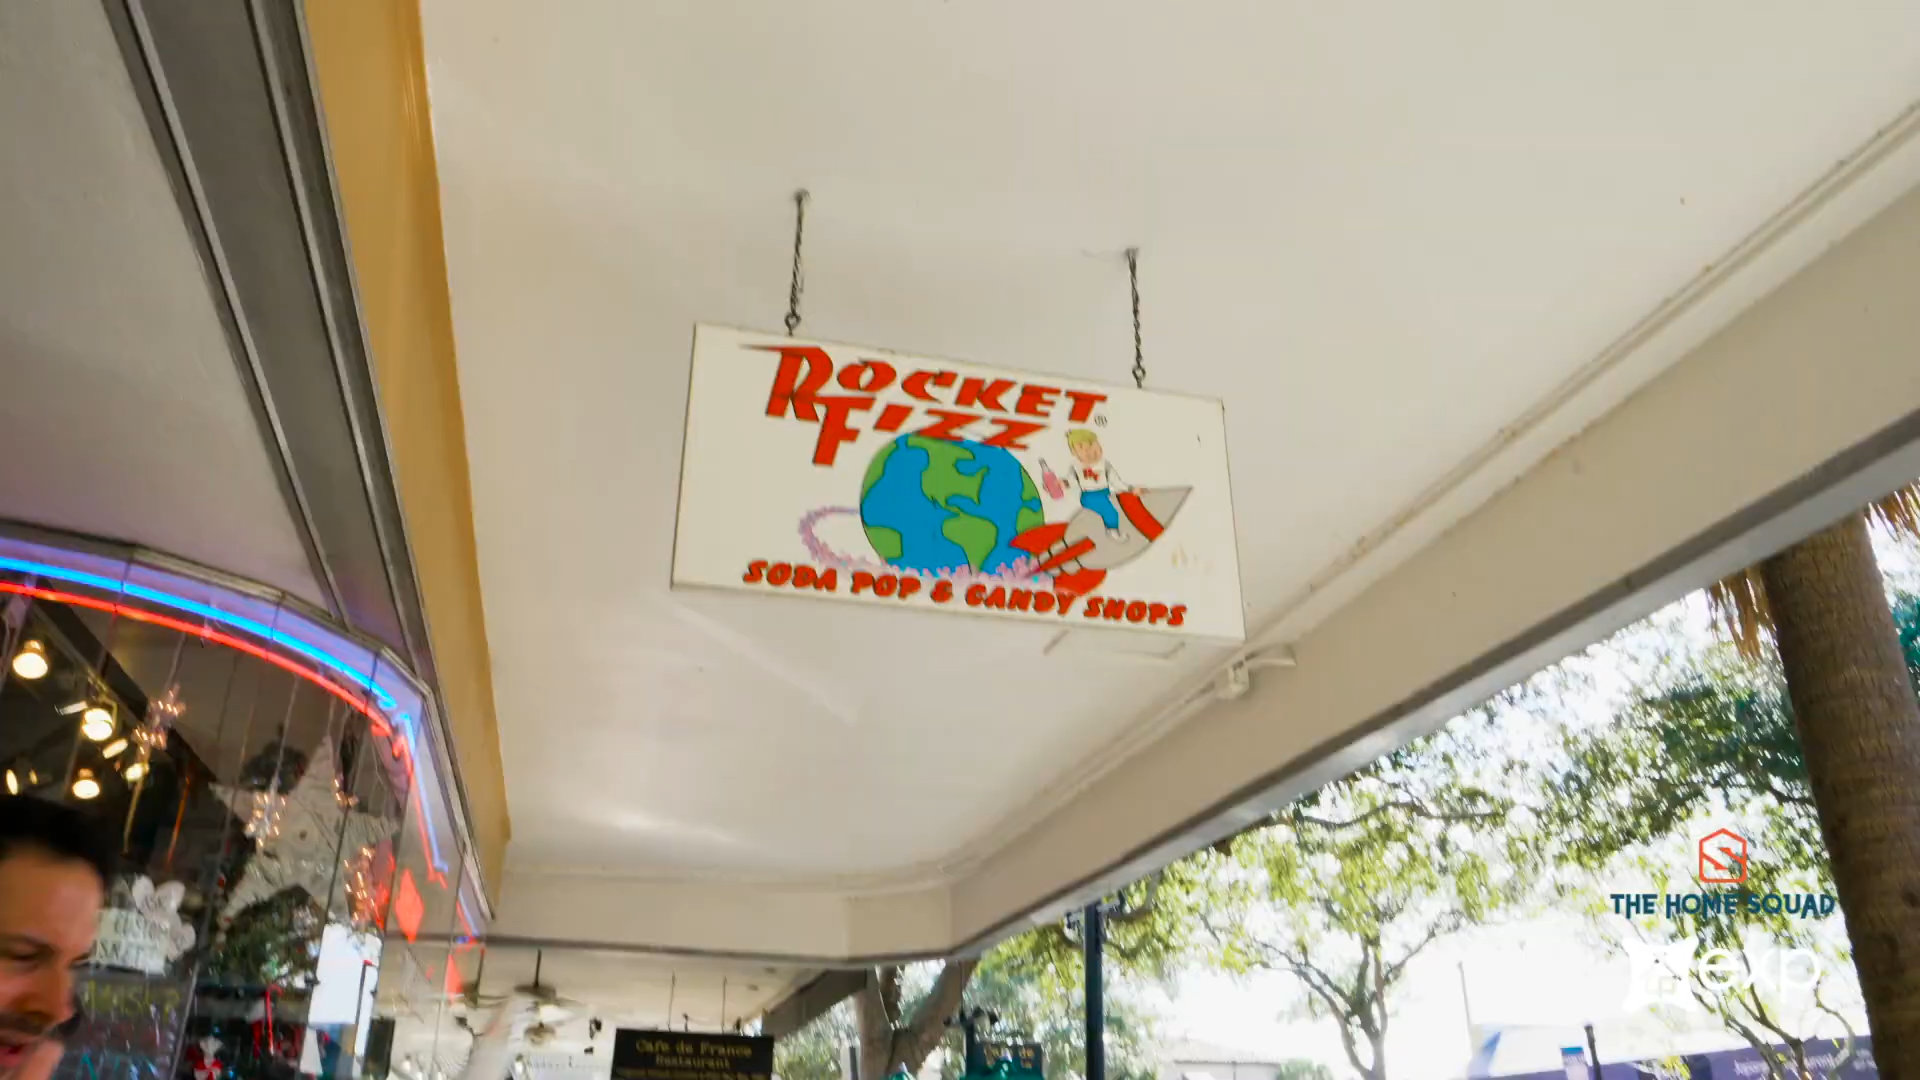 ROCKET
FIZZ®
SODA POP & CANDY SHOPS
Cafe de France
Restaurant
THE HOME SQUAD
exp